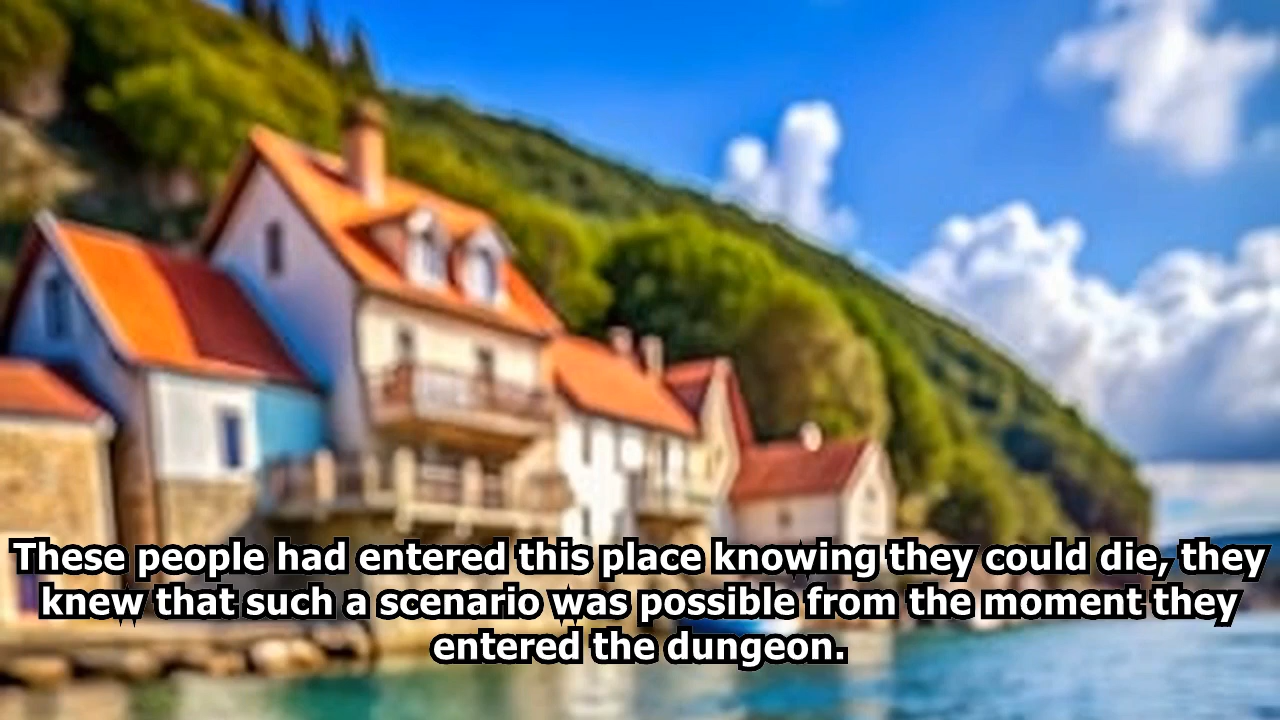 These people had entered this place knowing they could die, they
knew that such a scenario was possible from the moment they
entered the dungeon.